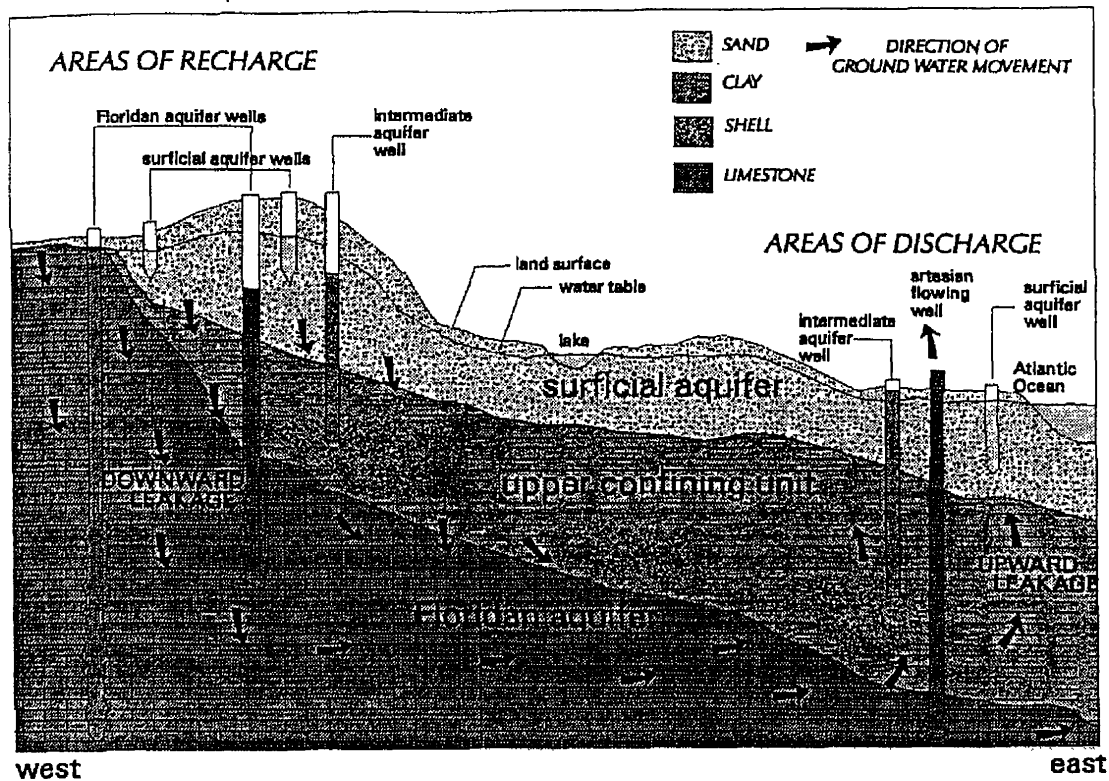 AREAS OF RECHARGE
SAND
CLAY
SHELL
LIMESTONE
DIRECTION OF
GROUND WATER MOVEMENT
Floridan aquifer wells
surficial aquifer wells
intermediate
aquifer
well
AREAS OF DISCHARGE
land surface
water table
lake
intermediate
aquifer
well
artesian
flowing
well
surficial
aquifer
well
Atlantic
Ocean
surficial aquifer
upper confining unit
DOWNWARD
LEAKAGE
UPWARD
LEAKAGE
Floridan aquifer
west
east